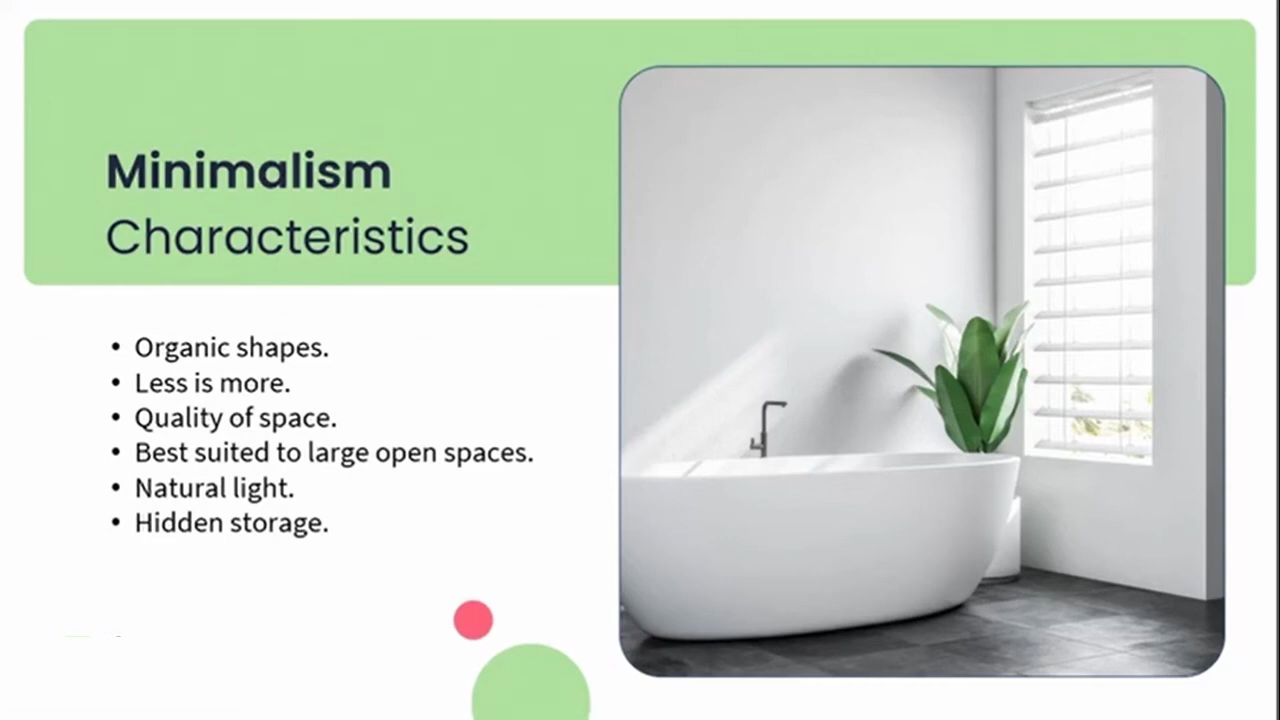 Minimalism
Characteristics
• Organic shapes.
• Less is more.
• Quality of space.
• Best suited to large open spaces.
• Natural light.
• Hidden storage.